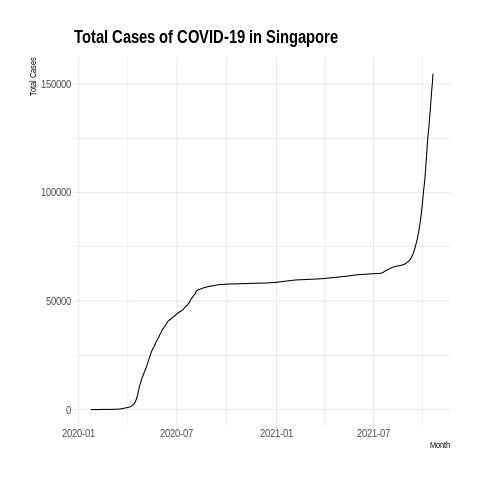 Total Cases of COVID-19 in Singapore
Total Cases
150000
100000
50000
0
2020-01 2020-07 2021-01 2021-07
Month